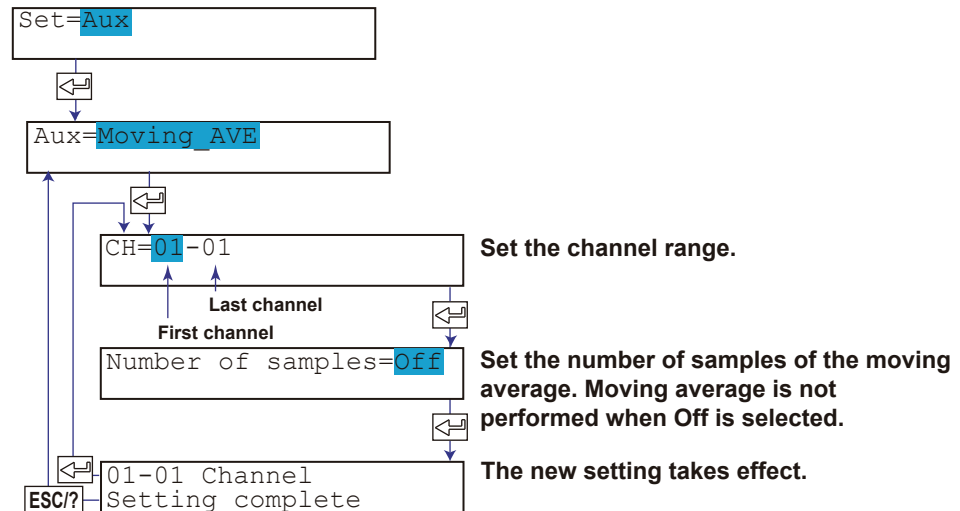 Set=Aux
Aux=Moving_AVE
CH=01-01
Set the channel range.
Last channel
First channel
Number of samples=Off
Set the number of samples of the moving
average. Moving average is not
performed when Off is selected.
01-01 Channel
Setting complete
The new setting takes effect.
ESC/?